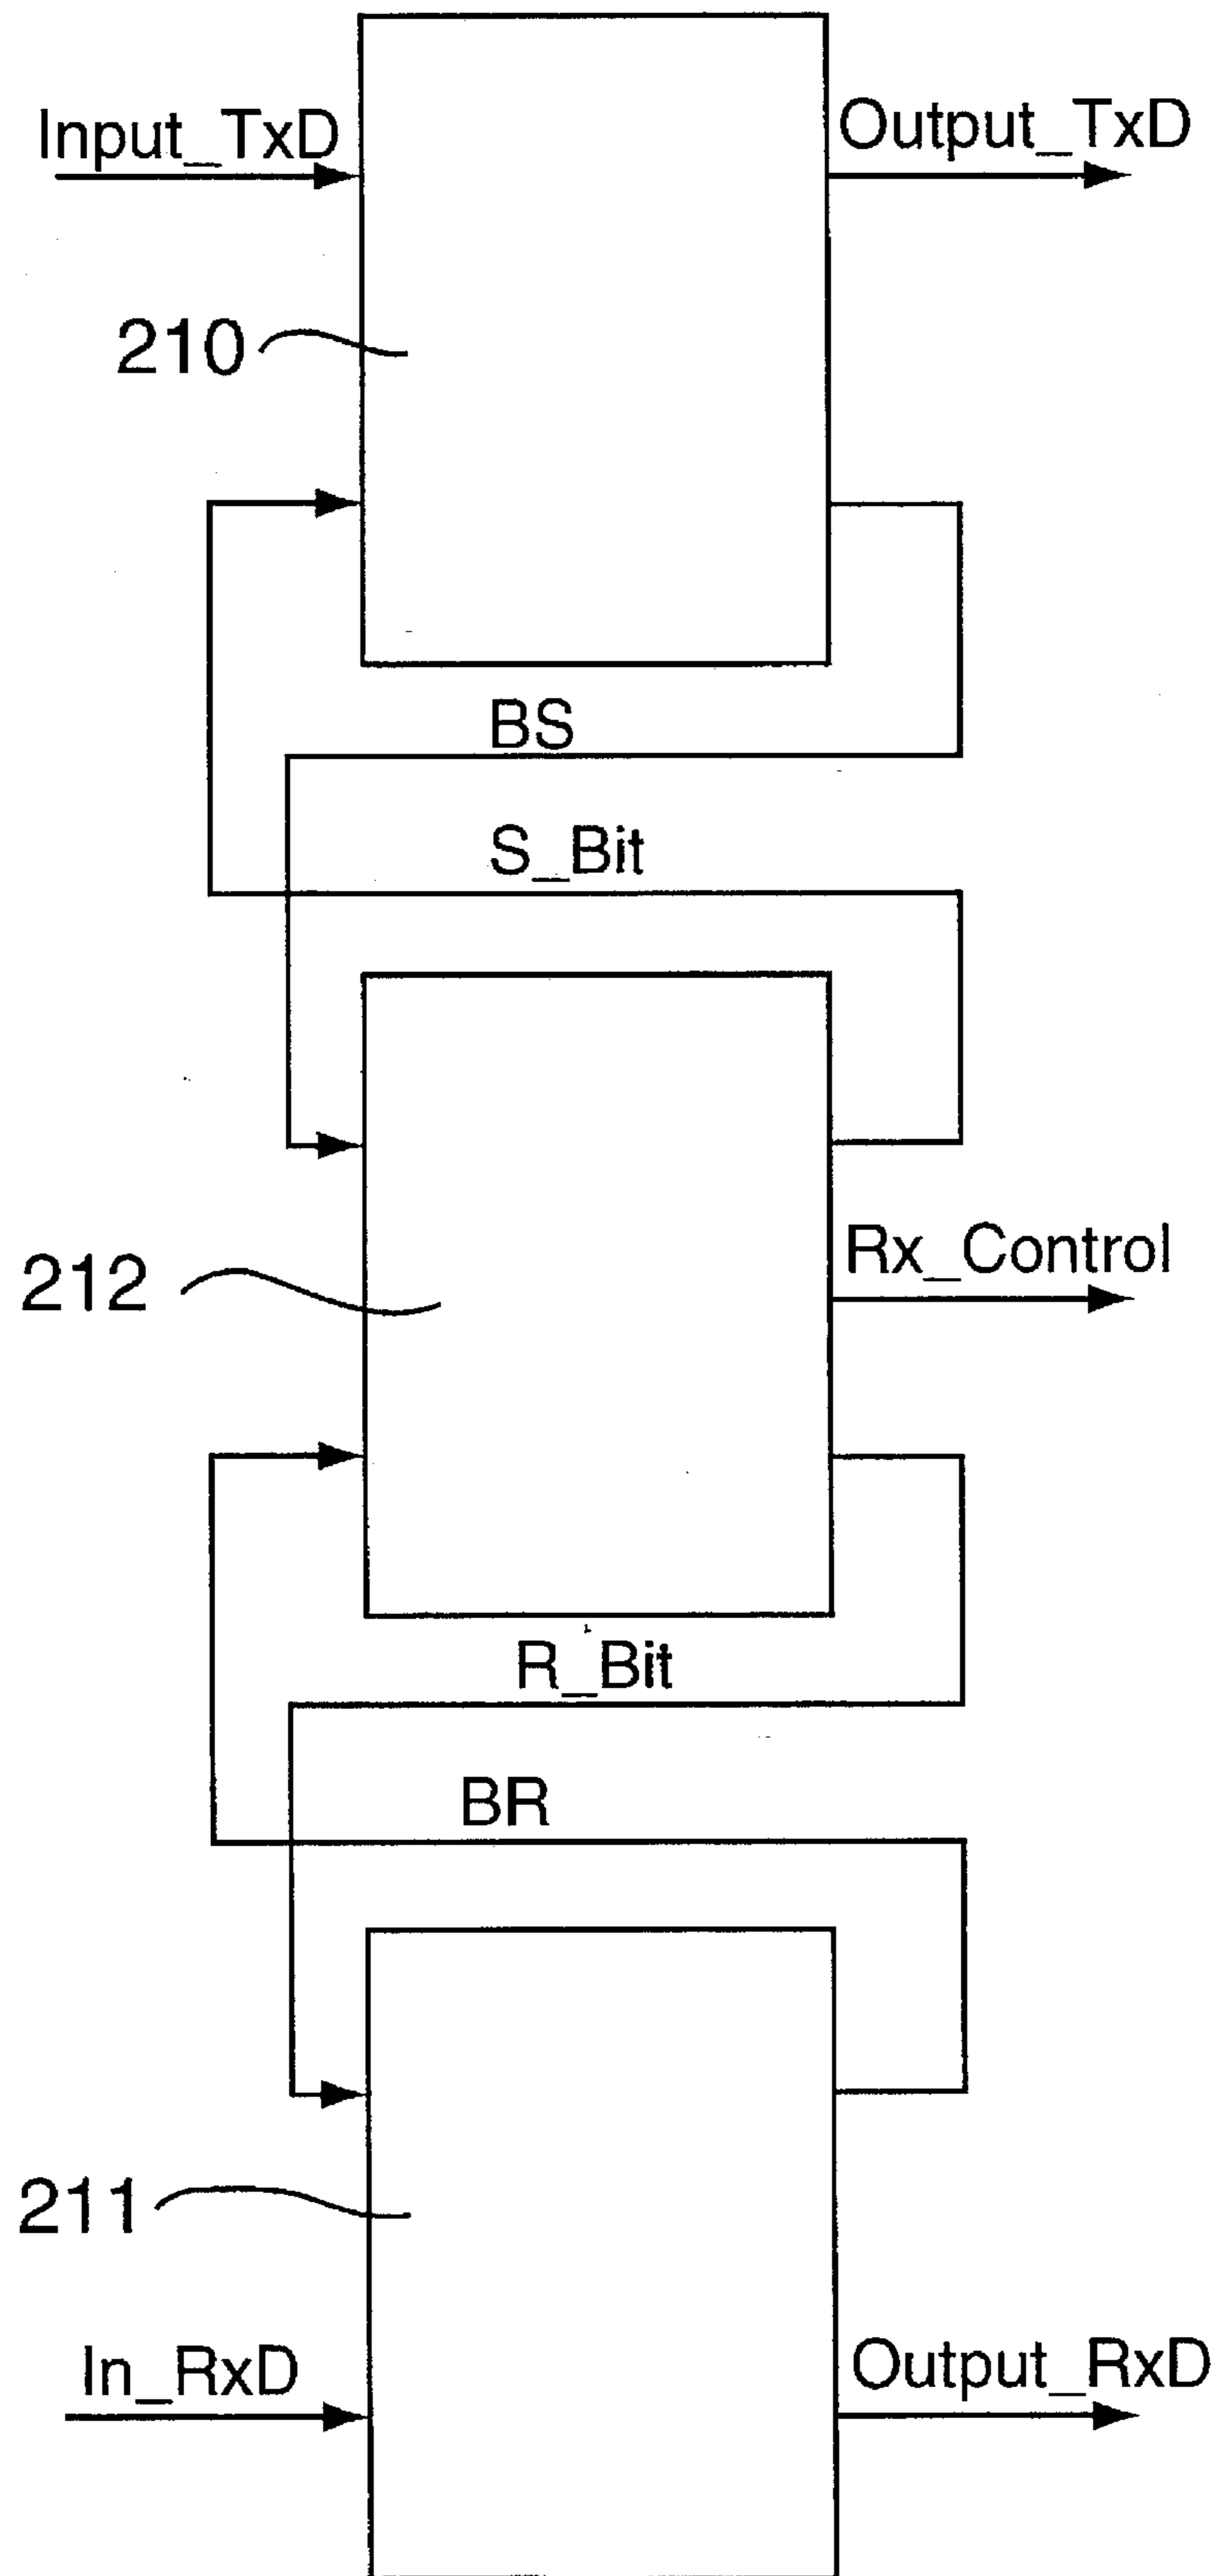 Input_TxD
Output_TxD
210
BS
S_Bit
Rx_Control
212
R_Bit
BR
211
In_RxD
Output_RxD